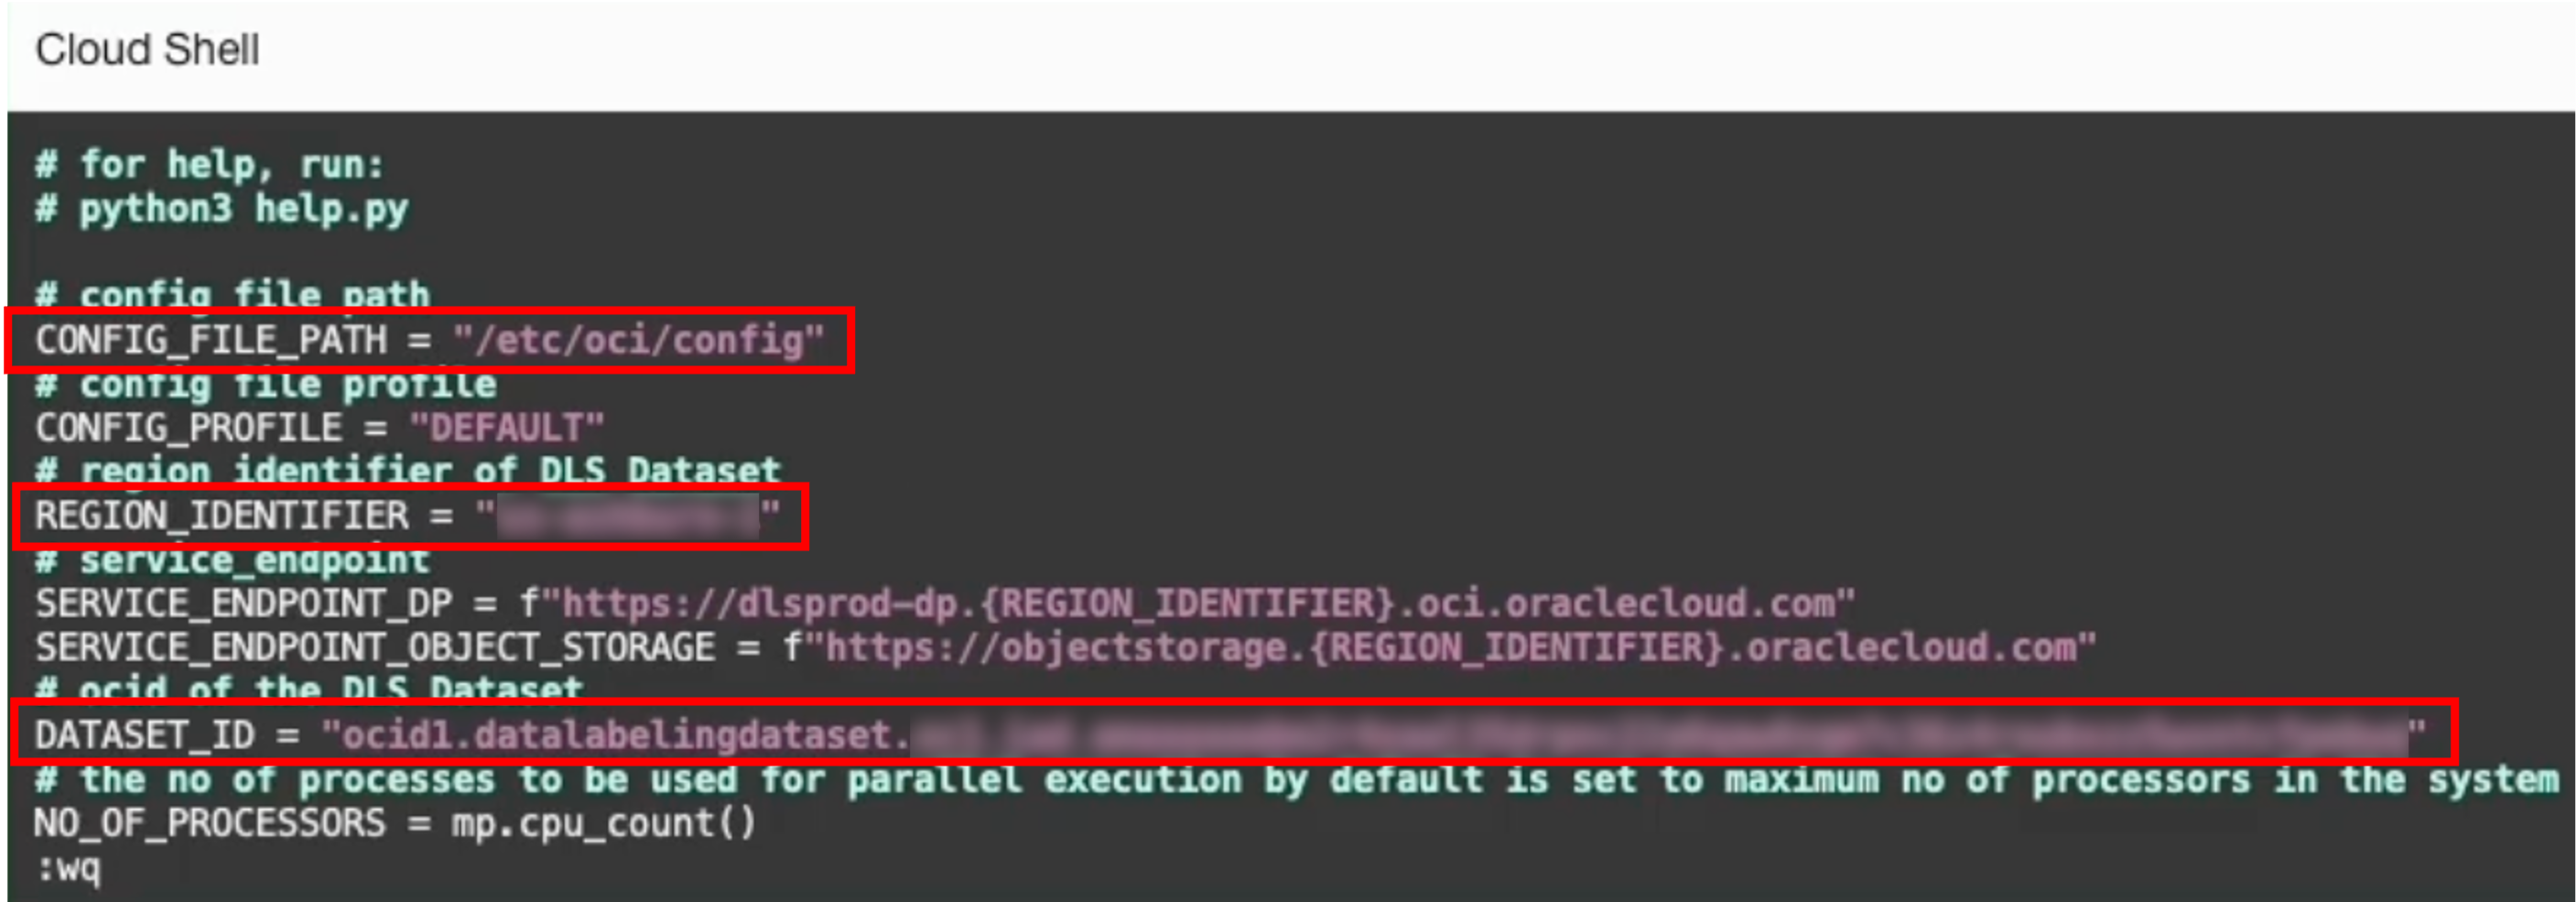 Cloud Shell
# for help, run:
# python3 help.py
# config file path
CONFIG_FILE_PATH = "/etc/oci/config"
# config file profile
CONFIG_PROFILE = "DEFAULT"
# region identifier of DLS Dataset
REGION_IDENTIFIER = " "
# service_endpoint
SERVICE_ENDPOINT_DP = f"https://dlsprod-dp.{REGION_IDENTIFIER}.oci.oraclecloud.com"
SERVICE_ENDPOINT_OBJECT_STORAGE = f"https://objectstorage.{REGION_IDENTIFIER}.oraclecloud.com"
# ocid of the DLS Dataset
DATASET_ID = "ocid1.datalabelingdataset. "
# the no of processes to be used for parallel execution by default is set to maximum no of processors in the system
NO_OF_PROCESSORS = mp.cpu_count()
:wq